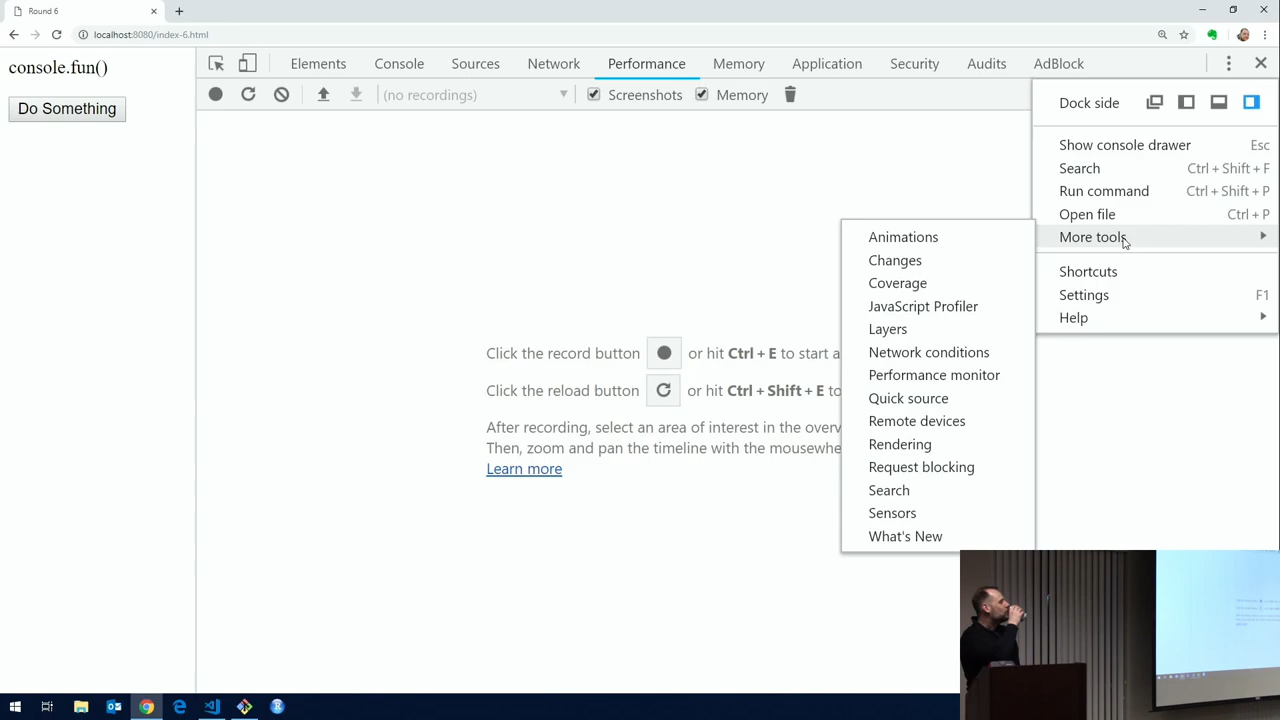 Round 6
localhost:8080/index-6.html
console.fun()
Do Something
Elements Console Sources Network Performance Memory Application Security Audits AdBlock
(no recordings) Screenshots Memory
Dock side
Show console drawer Esc
Search Ctrl + Shift + F
Run command Ctrl + Shift + P
Open file Ctrl + P
More tools
Shortcuts
Settings F1
Help
Animations
Changes
Coverage
JavaScript Profiler
Layers
Network conditions
Performance monitor
Quick source
Remote devices
Rendering
Request blocking
Search
Sensors
What's New
Click the record button or hit Ctrl + E to start a
Click the reload button or hit Ctrl + Shift + E to
After recording, select an area of interest in the overv
Then, zoom and pan the timeline with the mousewhe
Learn more